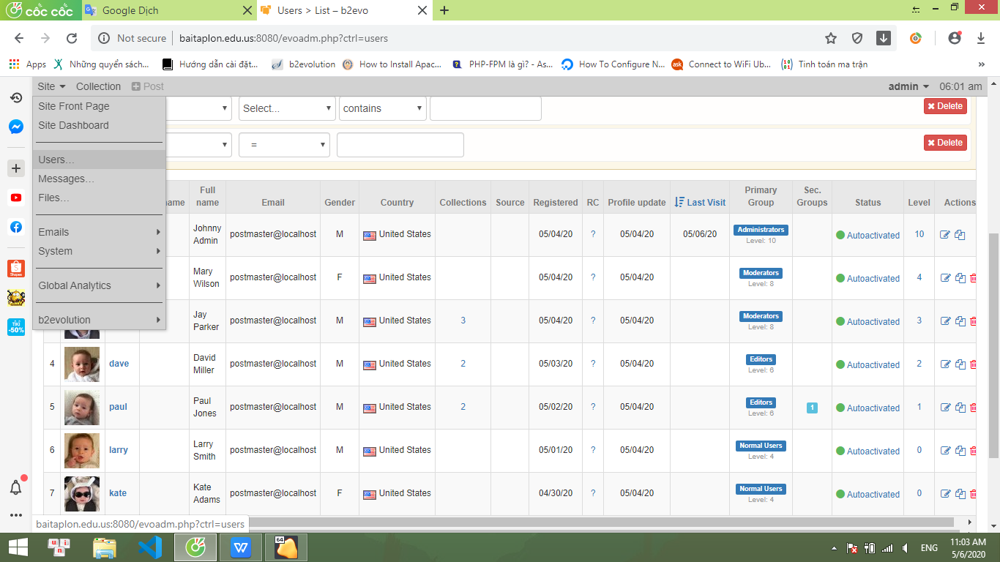 cốc cốc
Google Dịch
Users > List – b2evo
Not secure
baitaplon.edu.us:8080/evoadm.php?ctrl=users
Apps
Những quyển sách...
Hướng dẫn cài đặt...
b2evolution
How to Install Apac...
PHP-FPM là gì? - As...
How To Configure N...
ask
Connect to WiFi Ub...
Tính toán ma trận
»
Site
Collection
Post
admin
06:01 am
Site Front Page
Site Dashboard
Users...
Messages...
Files...
Emails
System
Global Analytics
b2evolution
Select...
contains
Delete
=
Delete
name
Full name
Email
Gender
Country
Collections
Source
Registered
RC
Profile update
Last Visit
Primary Group
Sec. Groups
Status
Level
Actions
Johnny Admin postmaster@localhost M United States 05/04/20 ? 05/04/20 05/06/20 Administrators Level: 10 Autoactivated 10
Mary Wilson postmaster@localhost F United States 05/04/20 ? 05/04/20 Moderators Level: 8 Autoactivated 4
Jay Parker postmaster@localhost M United States 3 05/04/20 ? 05/04/20 Moderators Level: 8 Autoactivated 3
4 dave David Miller postmaster@localhost M United States 2 05/03/20 ? 05/04/20 Editors Level: 6 Autoactivated 2
5 paul Paul Jones postmaster@localhost M United States 2 05/02/20 ? 05/04/20 Editors Level: 6 1 Autoactivated 1
6 larry Larry Smith postmaster@localhost M United States 05/01/20 ? 05/04/20 Normal Users Level: 4 Autoactivated 0
7 kate Kate Adams postmaster@localhost F United States 04/30/20 ? 05/04/20 Normal Users Level: 4 Autoactivated 0
Shopee
TIKI
-50%
baitaplon.edu.us:8080/evoadm.php?ctrl=users
64
ENG
11:03 AM
5/6/2020